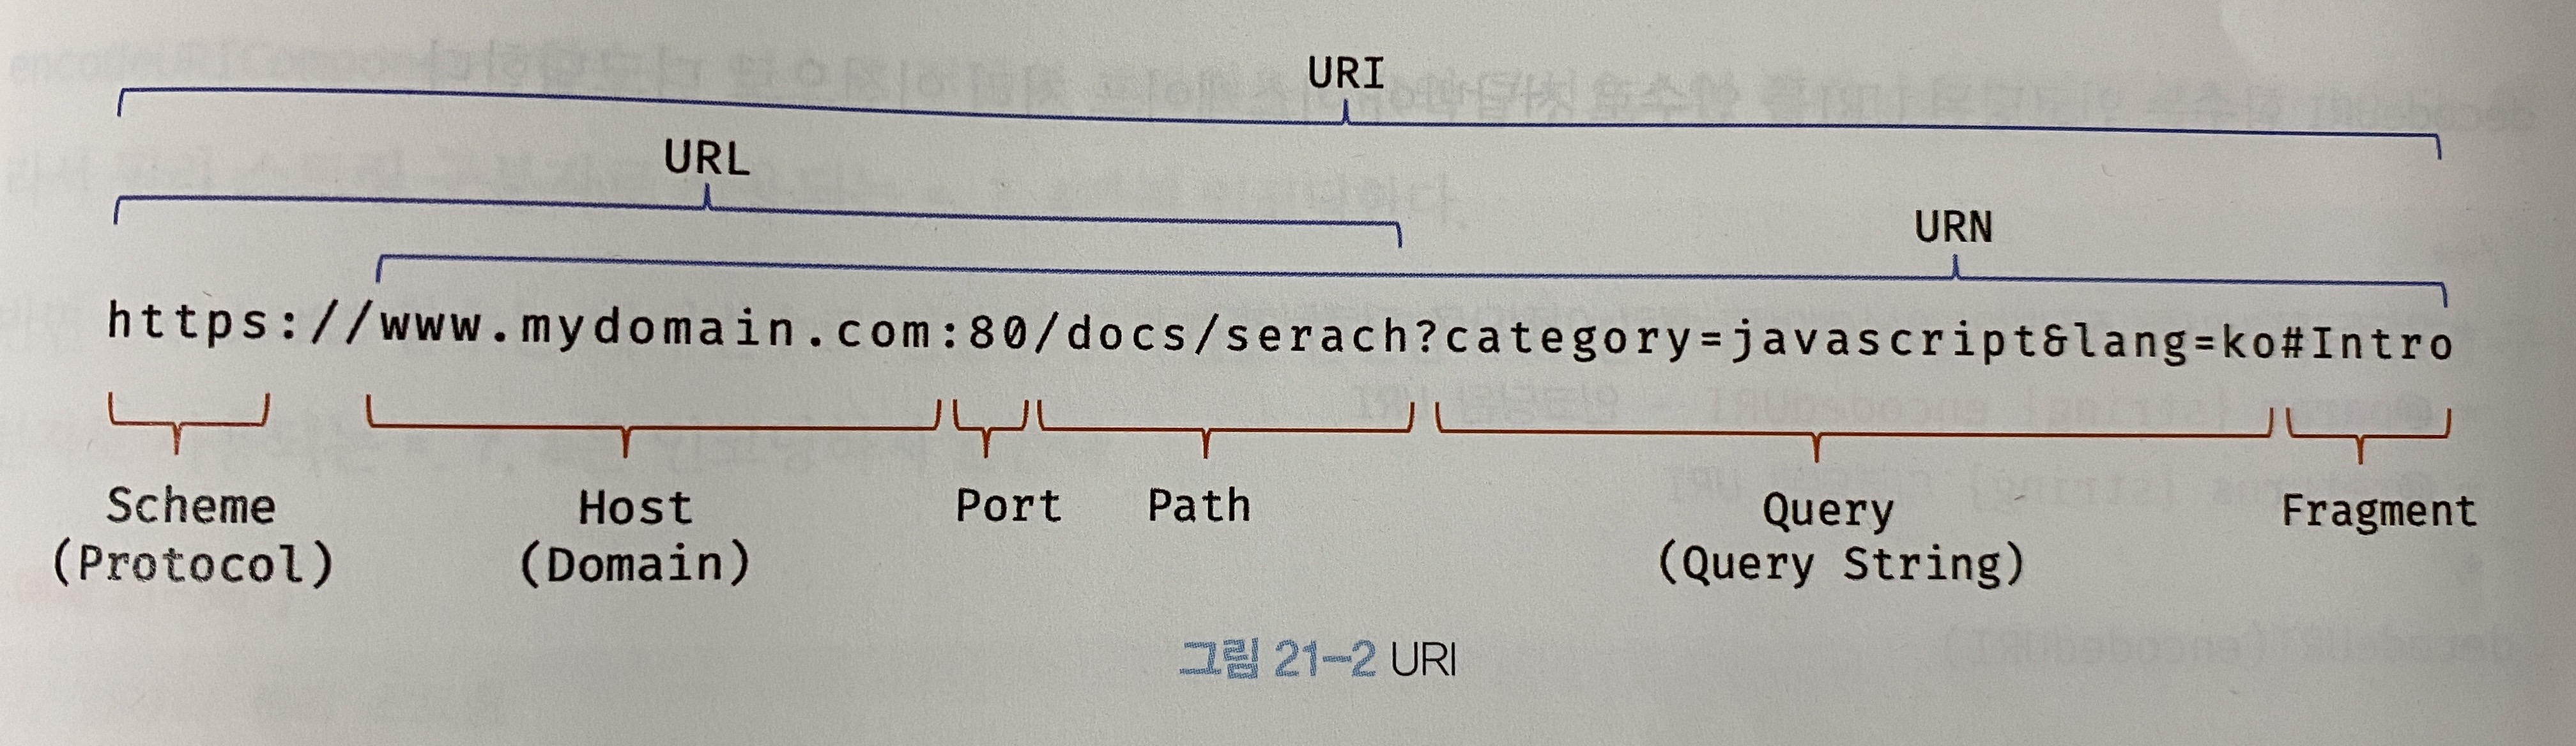 URI
URL
URN
https://www.mydomain.com:80/docs/serach?category=javascript&lang=ko#Intro
Scheme
(Protocol)
Host
(Domain)
Port
Path
Query
(Query String)
Fragment
그림 21-2 URI